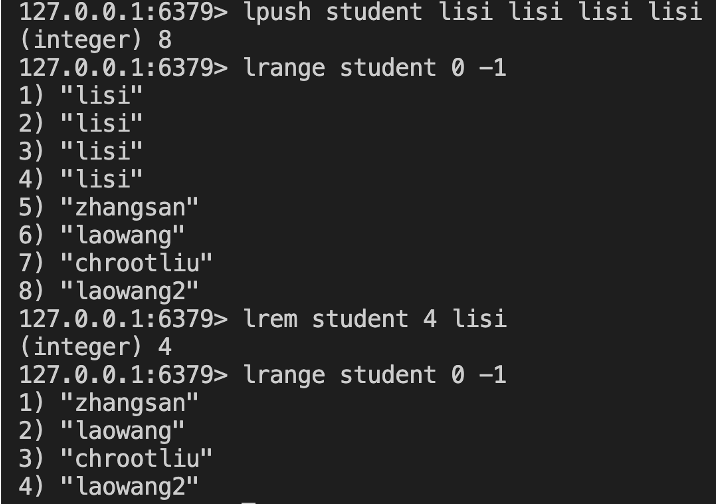 127.0.0.1:6379> lpush student lisi lisi lisi lisi
(integer) 8
127.0.0.1:6379> lrange student 0 -1
1) "lisi"
2) "lisi"
3) "lisi"
4) "lisi"
5) "zhangsan"
6) "laowang"
7) "chrootliu"
8) "laowang2"
127.0.0.1:6379> lrem student 4 lisi
(integer) 4
127.0.0.1:6379> lrange student 0 -1
1) "zhangsan"
2) "laowang"
3) "chrootliu"
4) "laowang2"